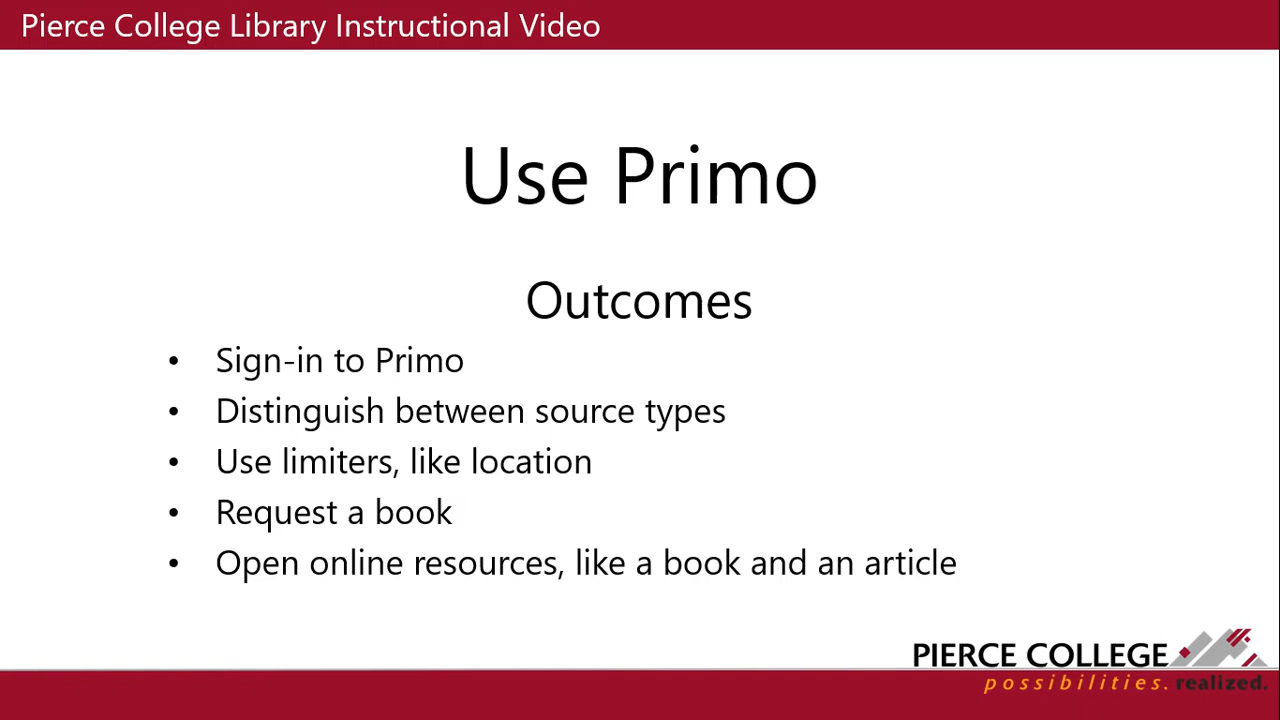 Pierce College Library Instructional Video
Use Primo
Outcomes
• Sign-in to Primo
• Distinguish between source types
• Use limiters, like location
• Request a book
• Open online resources, like a book and an article
PIERCE COLLEGE
possibilities. realized.